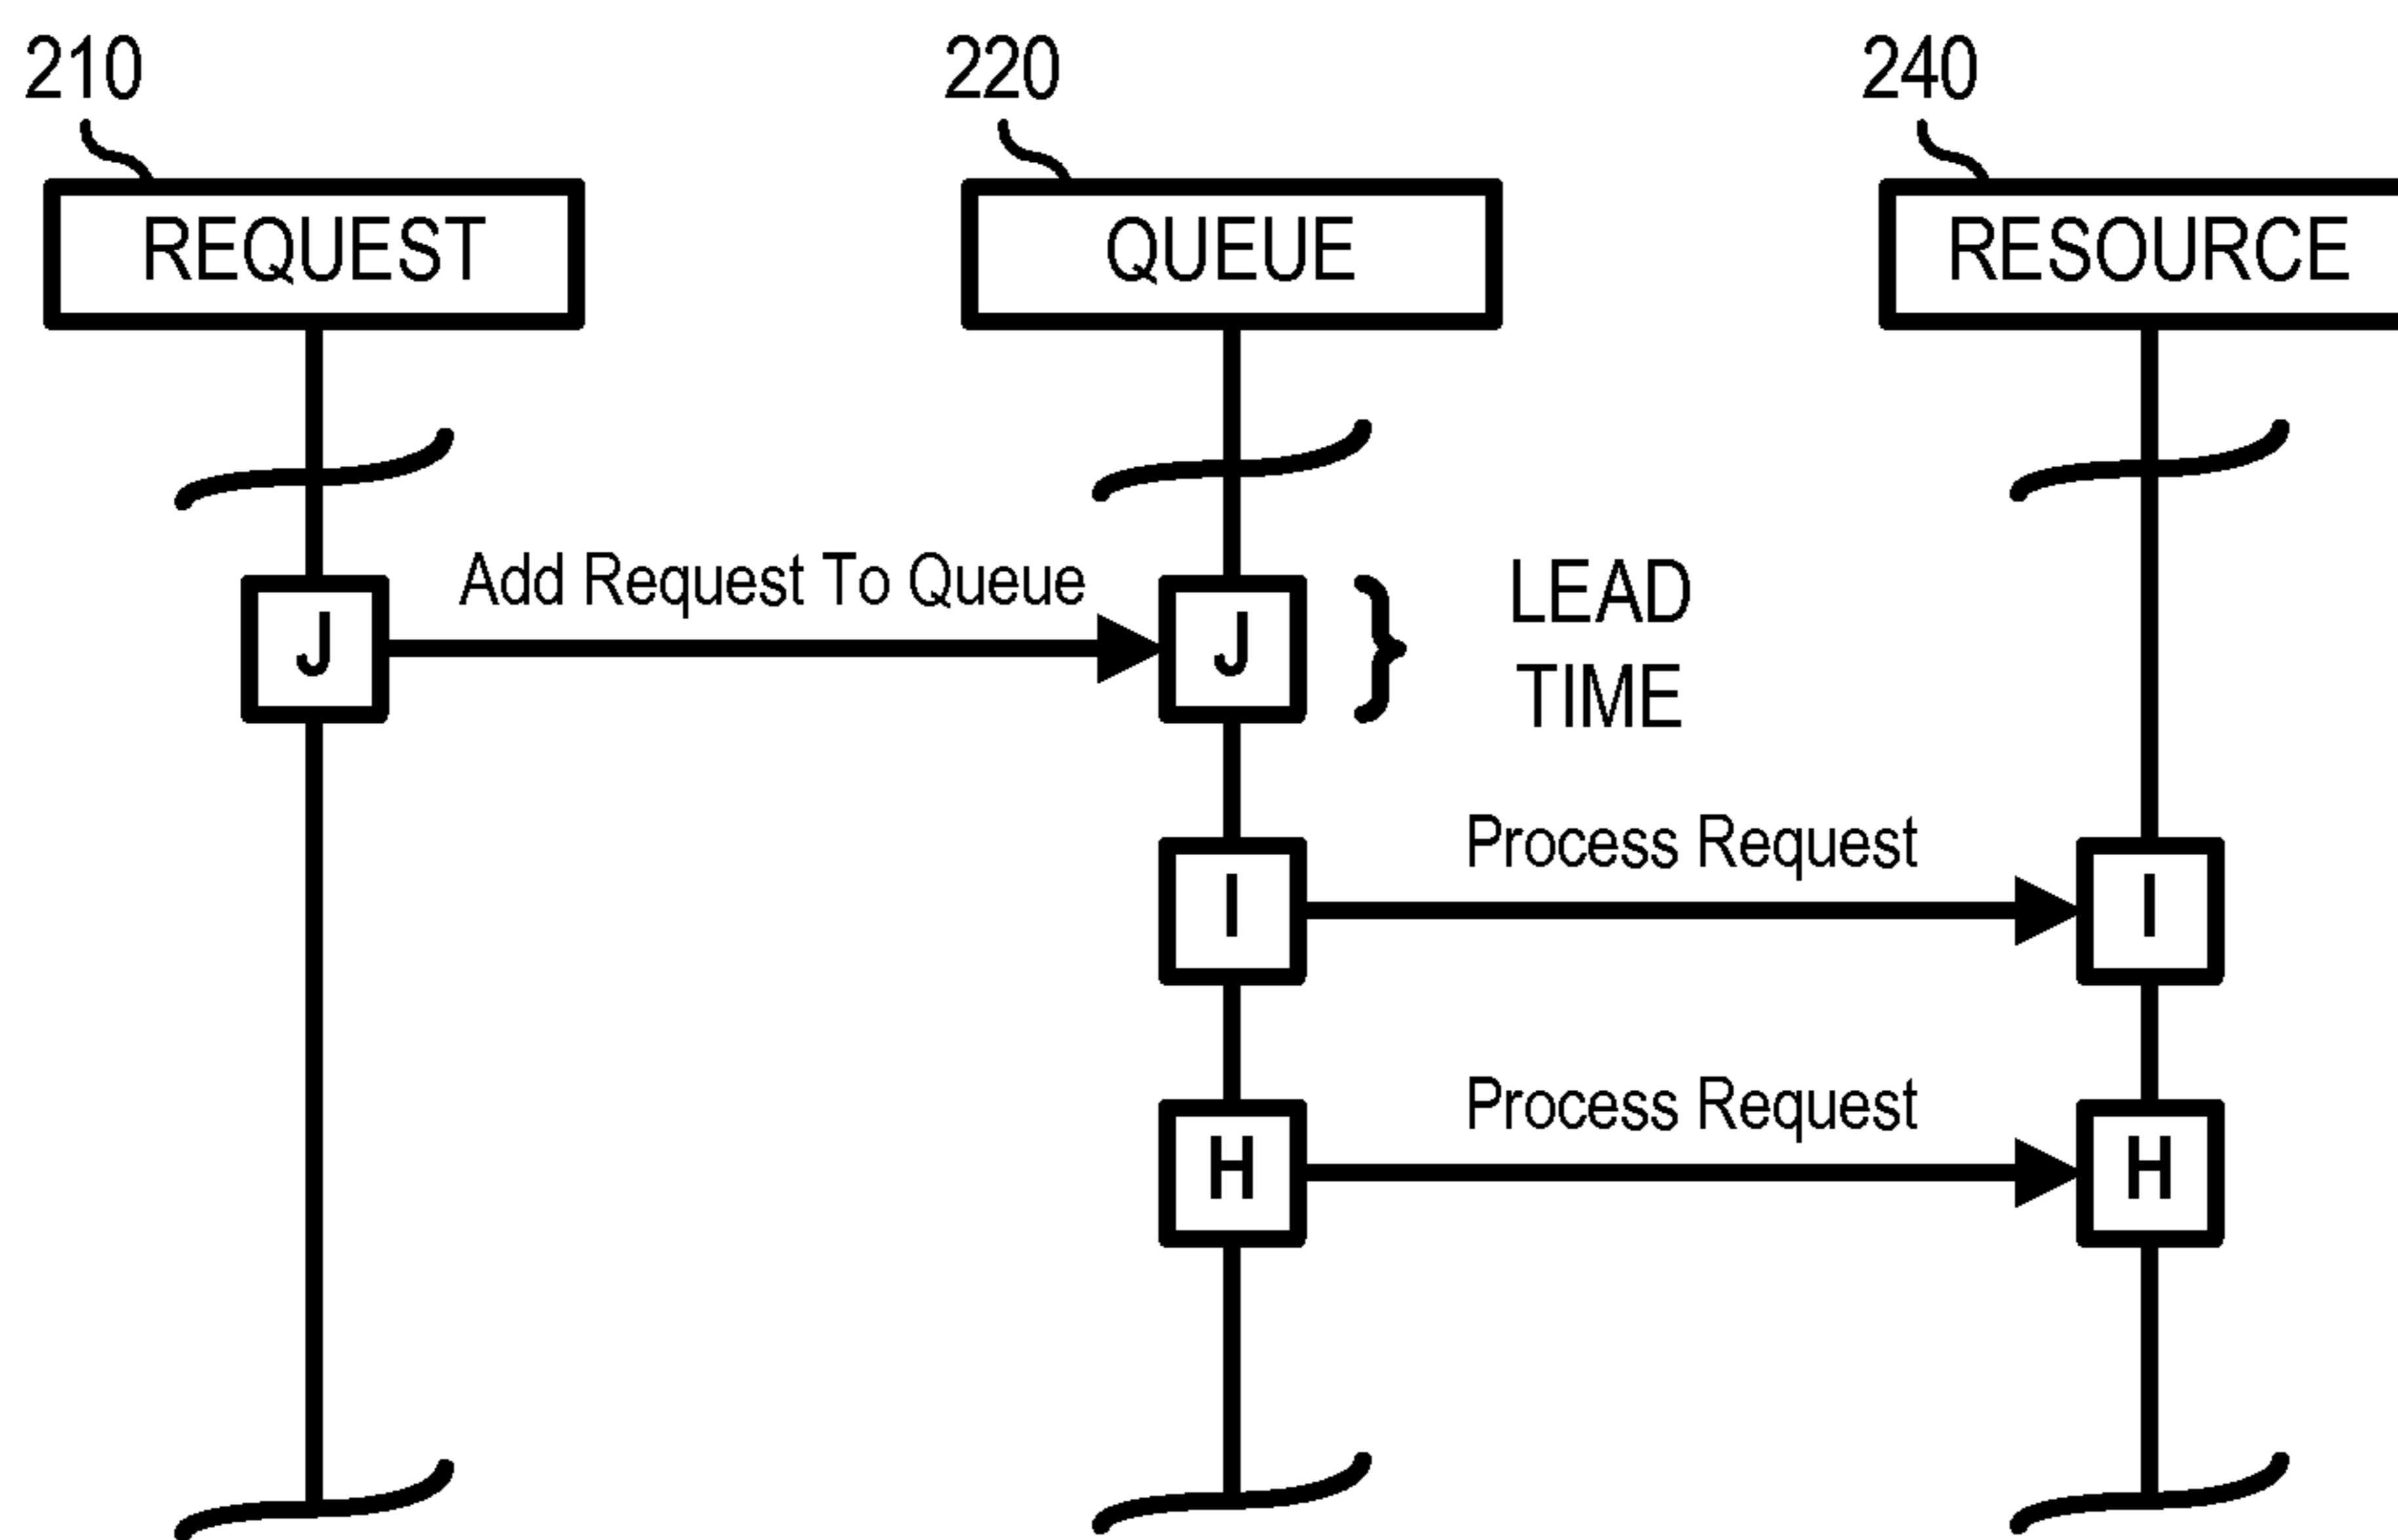 210
220
240
REQUEST
QUEUE
RESOURCE
Add Request To Queue
J
J
LEAD
TIME
Process Request
I
I
Process Request
H
H